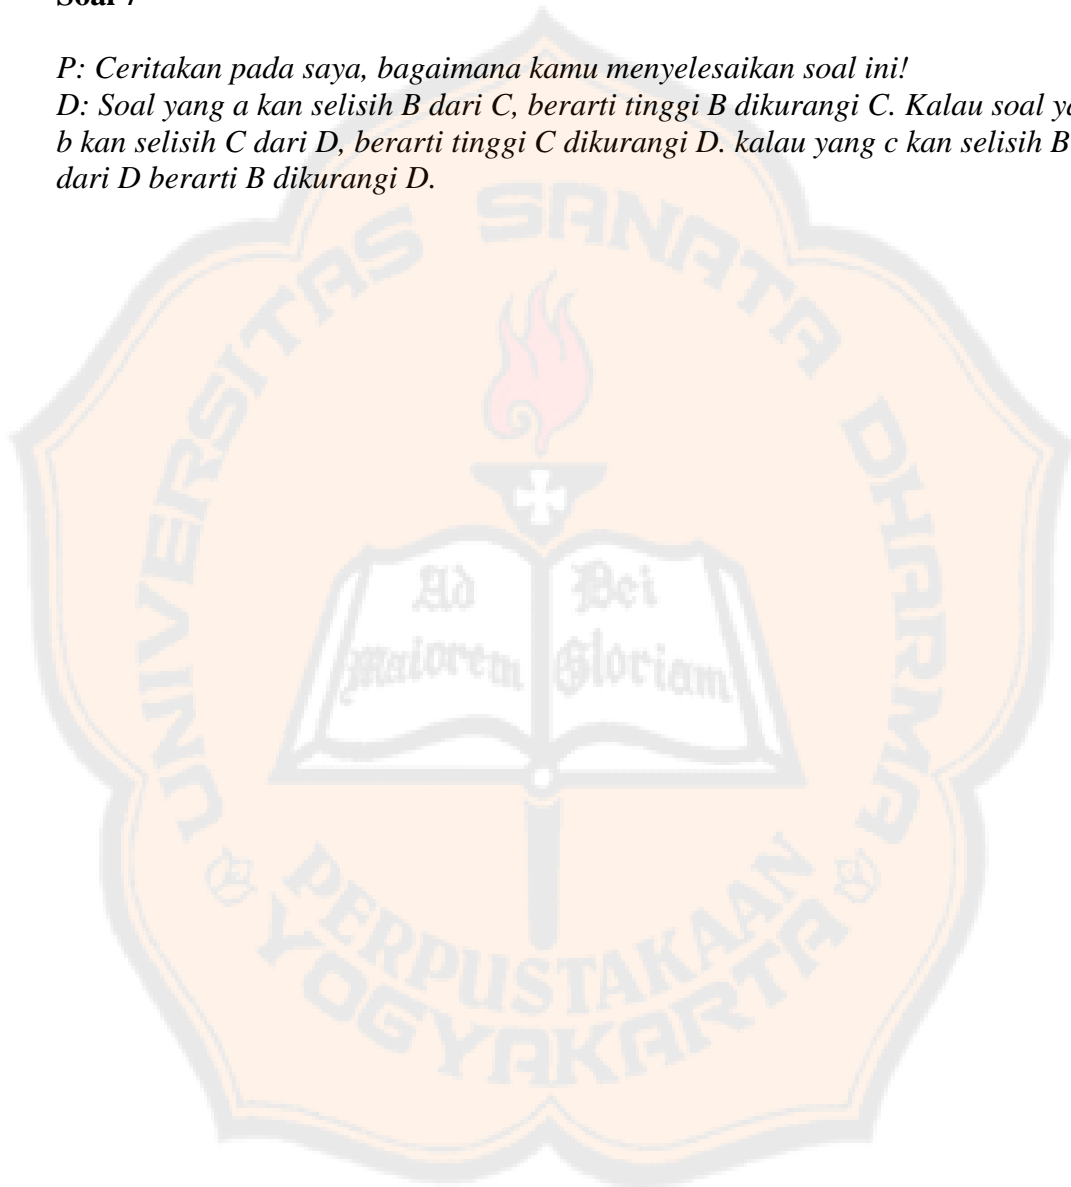 Soal 7
P: Ceritakan pada saya, bagaimana kamu menyelesaikan soal ini!
D: Soal yang a kan selisih B dari C, berarti tinggi B dikurangi C. Kalau soal
b kan selisih C dari D, berarti tinggi C dikurangi D. kalau yang c kan selisih B
dari D berarti B dikurangi D.
UNIVERSITAS SANATA DHARMA
Ad Dei
maiorem Gloriam
PERPUSTAKAAN
YOGYAKARTA